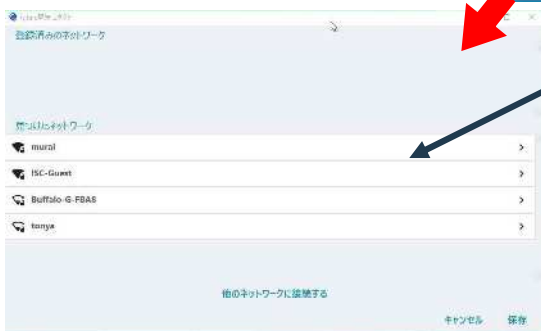 登録済みのネットワーク
見つけたネットワーク
mural
ISC-Guest
Buffalo-G-FBA8
tonya
他のネットワークに接続する
キャンセル 保存